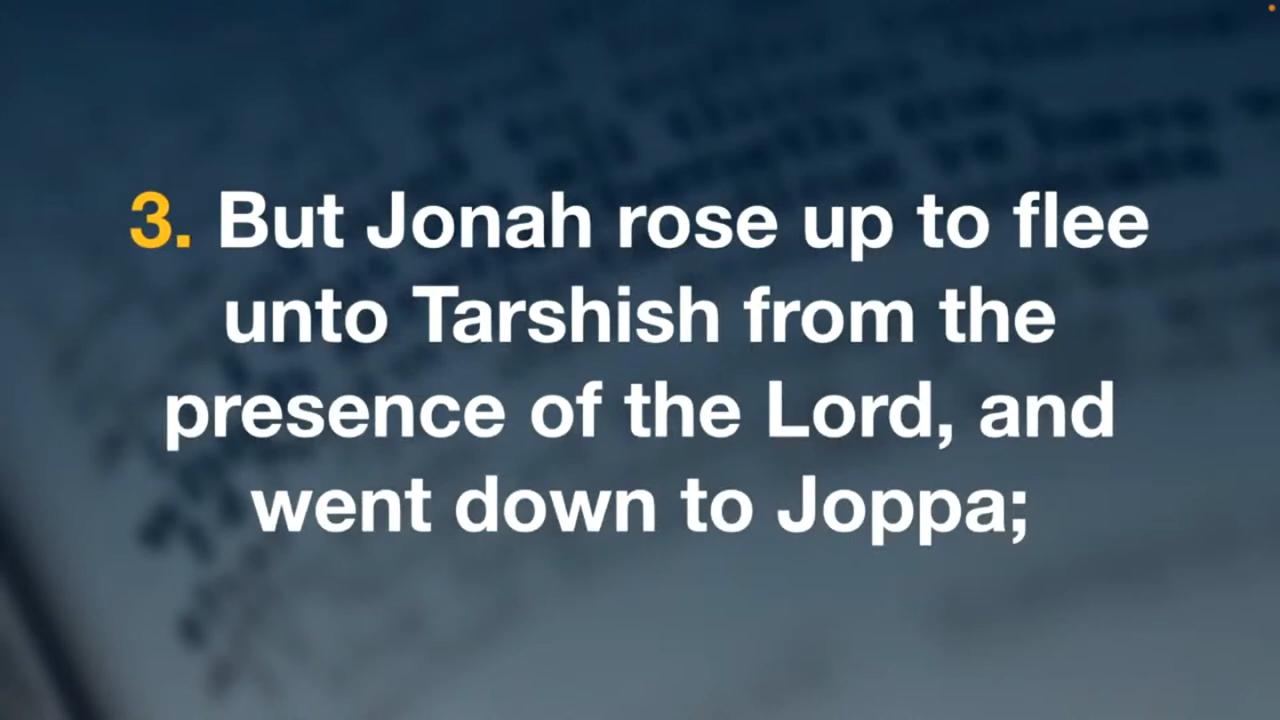 3. But Jonah rose up to flee
unto Tarshish from the
presence of the Lord, and
went down to Joppa;